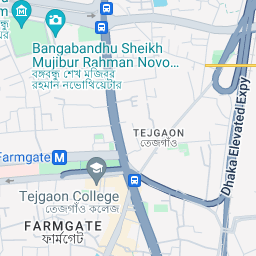 Bangabandhu Sheikh
Mujibur Rahman Novo...
বঙ্গবন্ধু শেখ মুজিবুর
রহমান নভোথিয়েটার
TEJGAON
তেজগাঁও
Dhaka Elevated Expy
Farmgate M
Tejgaon College
তেজগাঁও কলেজ
FARMGATE
ফার্মগেট